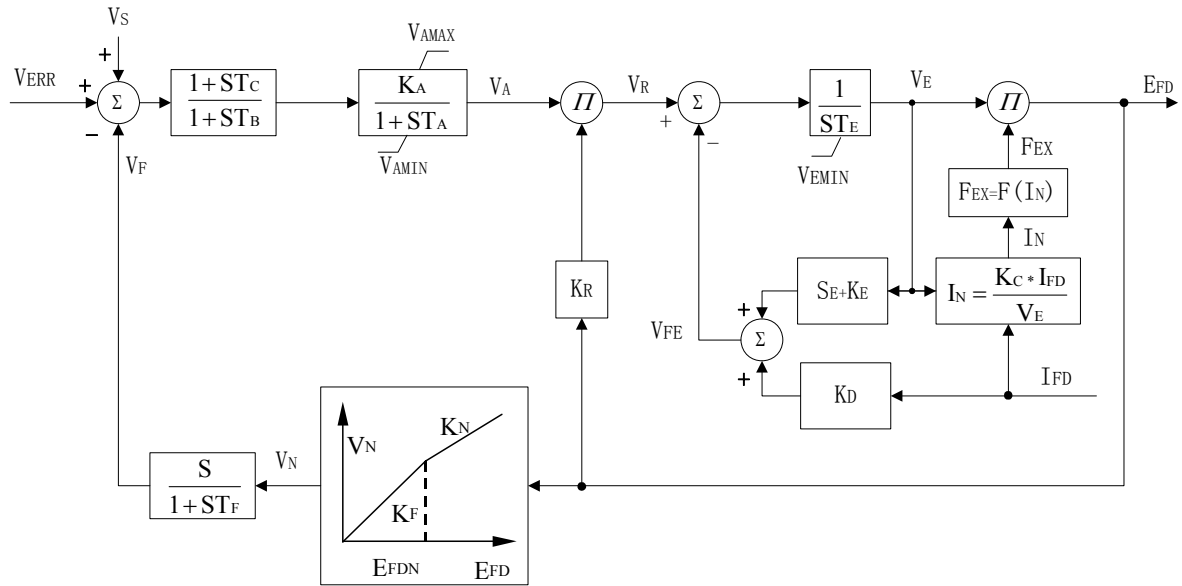 VS
VERR
+
+
Σ
−
VF
1+STC
1+STB
VAMAX
KA
1+STA
VAMIN
VA
Π
VR
+
Σ
−
1
STE
VEMIN
VE
Π
EFD
FEX
FEX=F(IN)
IN
KR
SE+KE
IN = KC * IFD
VE
+
Σ
+
VFE
KD
IFD
S
1+STF
VN
VN
KN
KF
EFDN
EFD